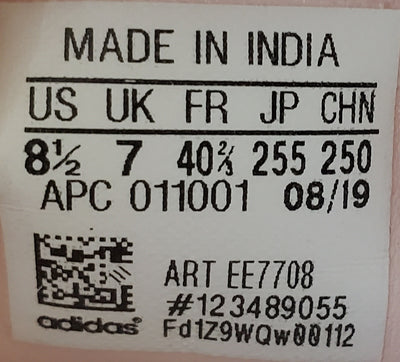 MADE IN INDIA
US UK FR JP CHN
8½ 7 40⅔ 255 250
APC 011001 08/19
ART EE7708
#123489055
adidas Fd1Z9WQw00112